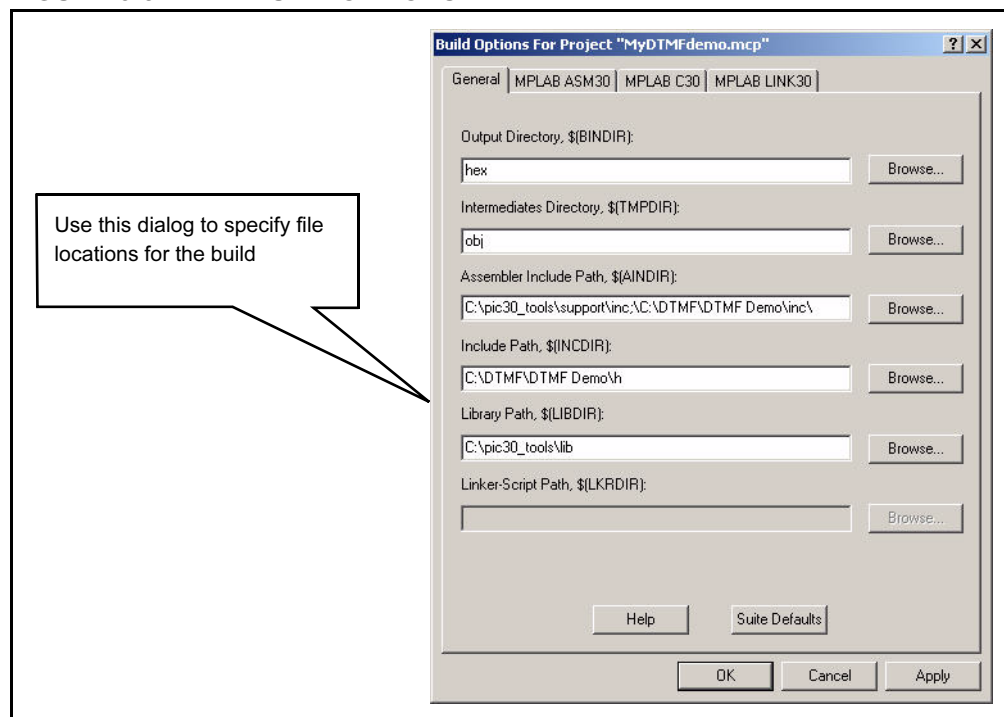 Build Options For Project "MyDTMFdemo.mcp"
General MPLAB ASM30 MPLAB C30 MPLAB LINK30
Output Directory, $(BINDIR):
hex Browse...
Intermediates Directory, $(TMPDIR):
obj Browse...
Use this dialog to specify file
locations for the build
Assembler Include Path, $(AINDIR):
C:\pic30_tools\support\inc;\C:\DTMF\DTMF Demo\inc\ Browse...
Include Path, $(INCDIR):
C:\DTMF\DTMF Demo\h Browse...
Library Path, $(LIBDIR):
C:\pic30_tools\lib Browse...
Linker-Script Path, $(LKRDIR):
Browse...
Help Suite Defaults
OK Cancel Apply